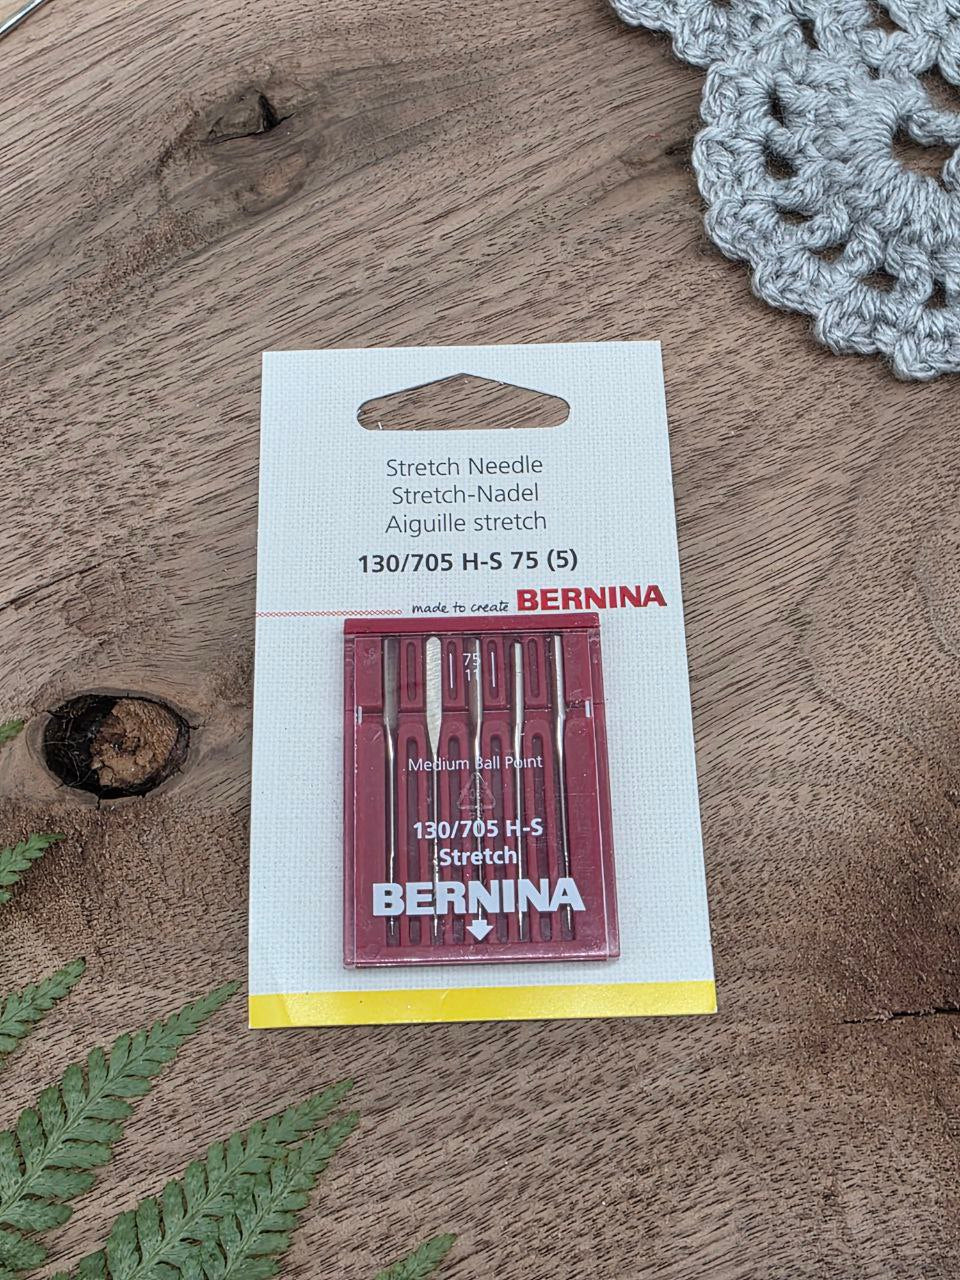 Stretch Needle
Stretch-Nadel
Aiguille stretch
130/705 H-S 75 (5)
made to create BERNINA
75
11
Medium Ball Point
130/705 H-S
Stretch
BERNINA